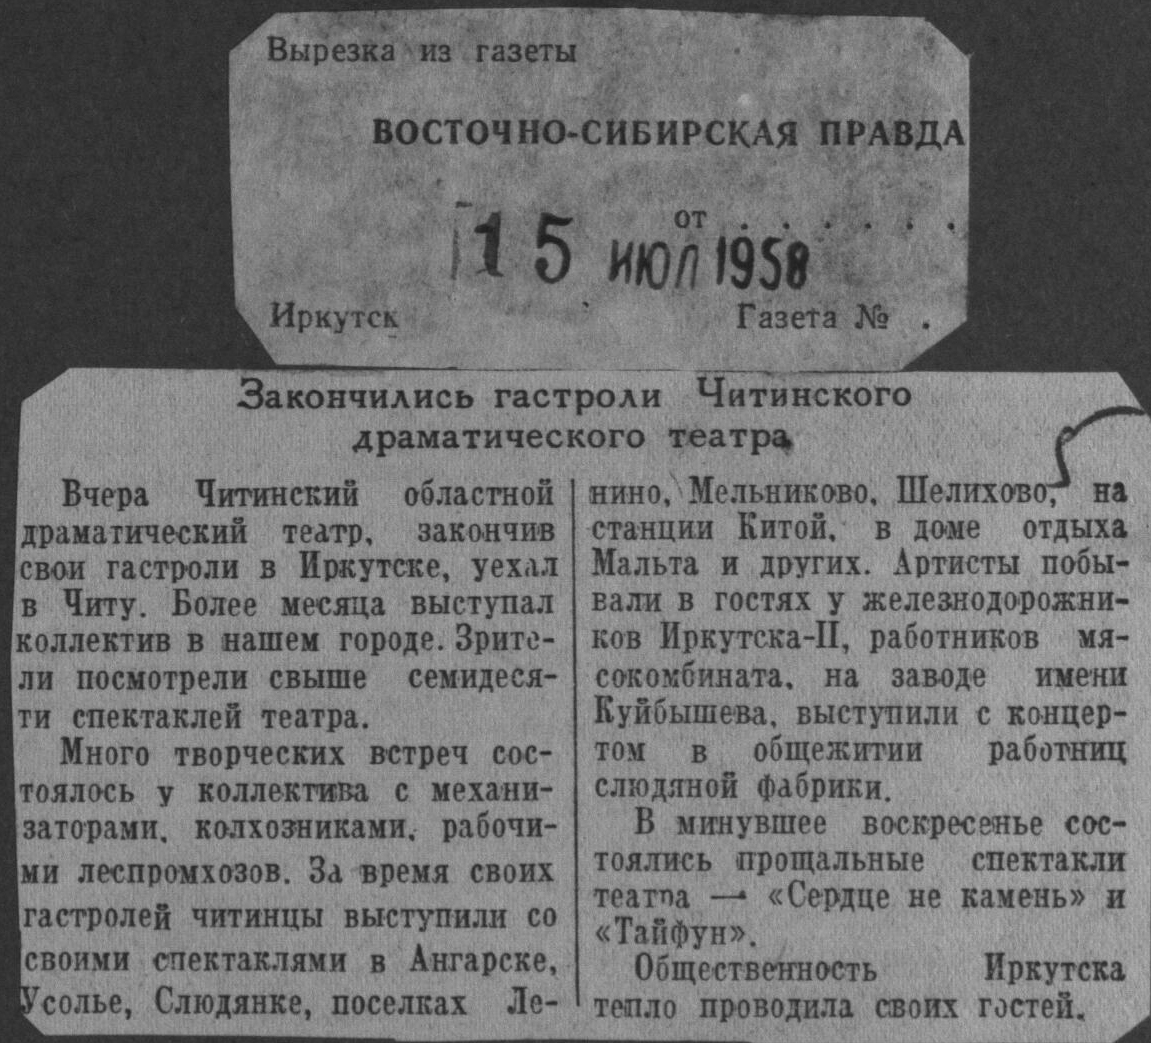 Вырезка из газеты
ВОСТОЧНО-СИБИРСКАЯ ПРАВДА
от . . . . . . .
15 ИЮЛ 1958
Иркутск Газета № .
Закончились гастроли Читинского
драматического театра
Вчера Читинский областной
драматический театр, закончив
свои гастроли в Иркутске, уехал
в Читу. Более месяца выступал
коллектив в нашем городе. Зрите-
ли посмотрели свыше семидеся-
ти спектаклей театра.
Много творческих встреч сос-
тоялось у коллектива с механи-
заторами, колхозниками, рабочи-
ми леспромхозов. За время своих
гастролей читинцы выступили со
своими спектаклями в Ангарске,
Усолье, Слюдянке, поселках Ле-
нино, Мельниково, Шелихово, на
станции Китой, в доме отдыха
Мальта и других. Артисты побы-
вали в гостях у железнодорожни-
ков Иркутска-II, работников мя-
сокомбината, на заводе имени
Куйбышева, выступили с концер-
том в общежитии работниц
слюдяной фабрики.
В минувшее воскресенье сос-
тоялись прощальные спектакли
театра — «Сердце не камень» и
«Тайфун».
Общественность Иркутска
тепло проводила своих гостей.